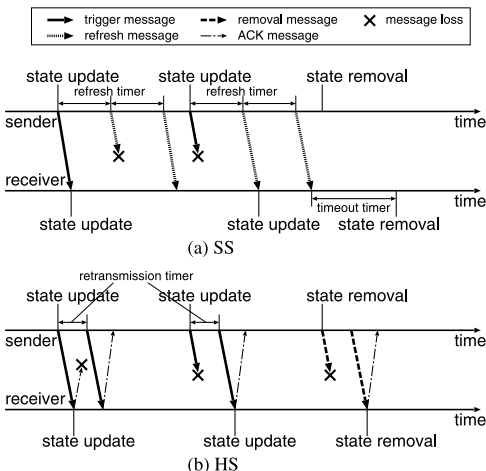 trigger message
removal message
message loss
refresh message
ACK message
state update
state update
state removal
refresh timer
refresh timer
sender
time
receiver
time
timeout timer
state update
state update
state removal
(a) SS
retransmission timer
state update
state update
state removal
sender
time
receiver
time
state update
state update
state removal
(b) HS